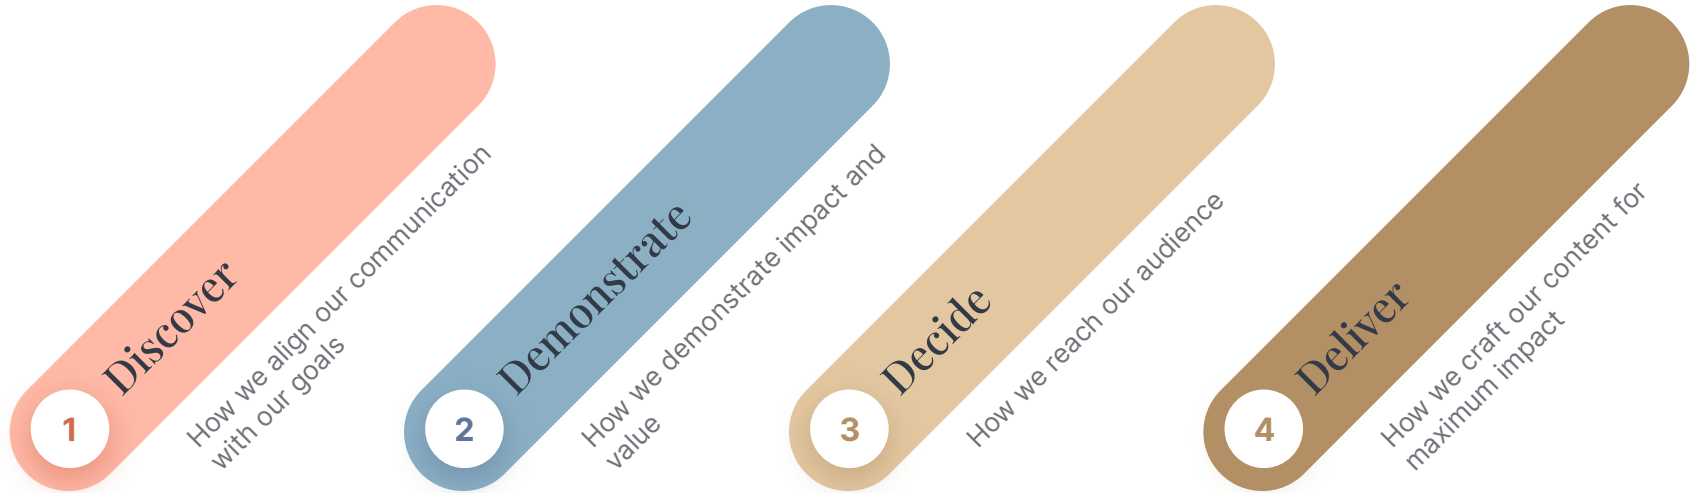 1
Discover
How we align our communication
with our goals
2
Demonstrate
How we demonstrate impact and
value
3
Decide
How we reach our audience
4
Deliver
How we craft our content for
maximum impact